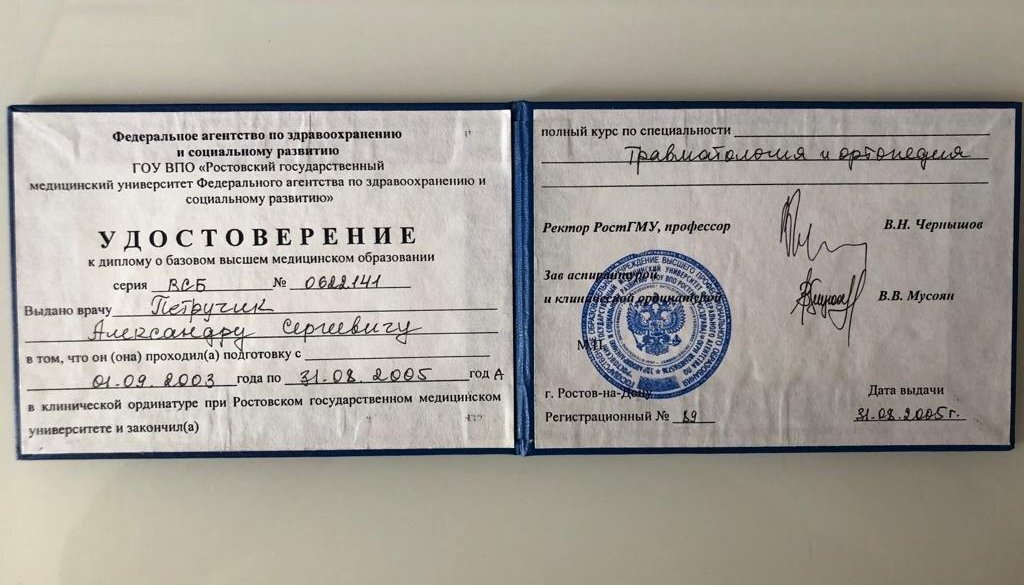 Федеральное агентство по здравоохранению
и социальному развитию
ГОУ ВПО «Ростовский государственный
медицинский университет Федерального агентства по здравоохранению и
социальному развитию»
УДОСТОВЕРЕНИЕ
к диплому о базовом высшем медицинском образовании
серия ВСБ № 0622141
Выдано врачу Петручик
Александру Сергеевичу
в том, что он (она) проходил(а) подготовку с
01.09.2003 года по 31.08.2005 год А
в клинической ординатуре при Ростовском государственном медицинском
университете и закончил(а)
полный курс по специальности
Травматология и ортопедия
Ректор РостГМУ, профессор В.Н. Чернышов
Зав аспирантурой
и клинической ординатурой В.В. Мусоян
М.П.
г. Ростов-на-Дону Дата выдачи
Регистрационный № 89 31.08.2005г.